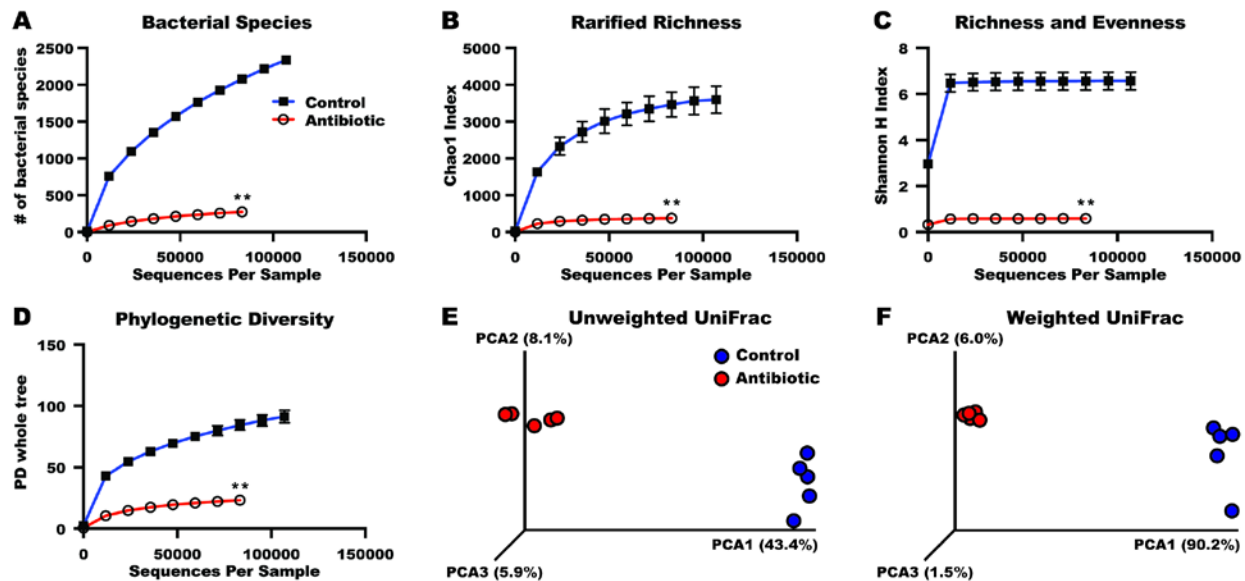 A Bacterial Species
# of bacterial species
2500
2000
1500
1000
500
0
Control
Antibiotic
**
0 50000 100000 150000
Sequences Per Sample
B Rarified Richness
Chao1 Index
5000
4000
3000
2000
1000
0
**
0 50000 100000 150000
Sequences Per Sample
C Richness and Evenness
Shannon H Index
8
6
4
2
0
**
0 50000 100000 150000
Sequences Per Sample
D Phylogenetic Diversity
PD whole tree
150
100
50
0
**
0 50000 100000 150000
Sequences Per Sample
E Unweighted UniFrac
PCA2 (8.1%)
Control
Antibiotic
PCA1 (43.4%)
PCA3 (5.9%)
F Weighted UniFrac
PCA2 (6.0%)
PCA1 (90.2%)
PCA3 (1.5%)